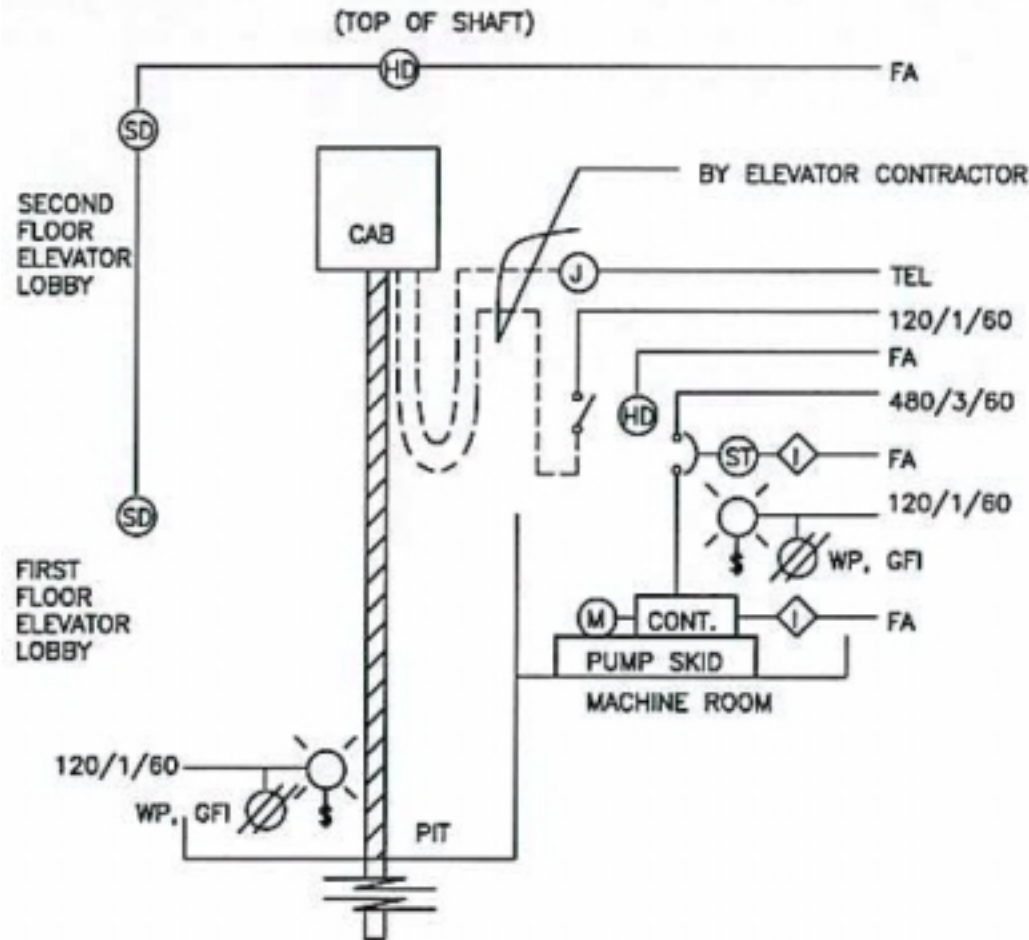 (TOP OF SHAFT)
HD
FA
SD
SECOND
FLOOR
ELEVATOR
LOBBY
CAB
BY ELEVATOR CONTRACTOR
J
TEL
120/1/60
FA
HD
480/3/60
ST
I
FA
120/1/60
$
WP, GFI
SD
FIRST
FLOOR
ELEVATOR
LOBBY
M
CONT.
I
FA
PUMP SKID
MACHINE ROOM
120/1/60
WP, GFI
$
PIT